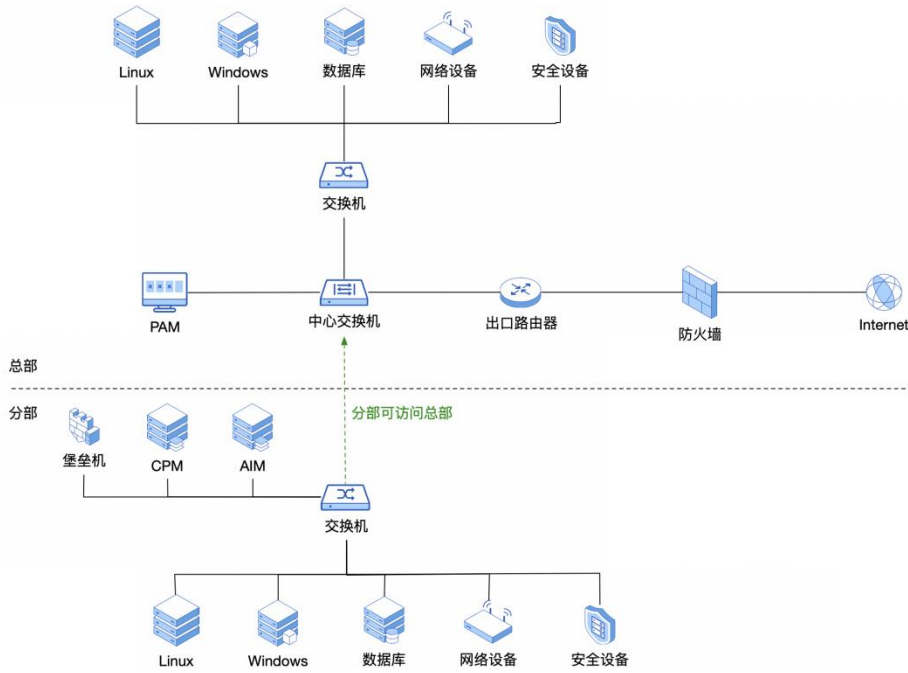 Linux
Windows
数据库
网络设备
安全设备
交换机
PAM
中心交换机
出口路由器
防火墙
Internet
总部
分部
分部可访问总部
堡垒机
CPM
AIM
交换机
Linux
Windows
数据库
网络设备
安全设备